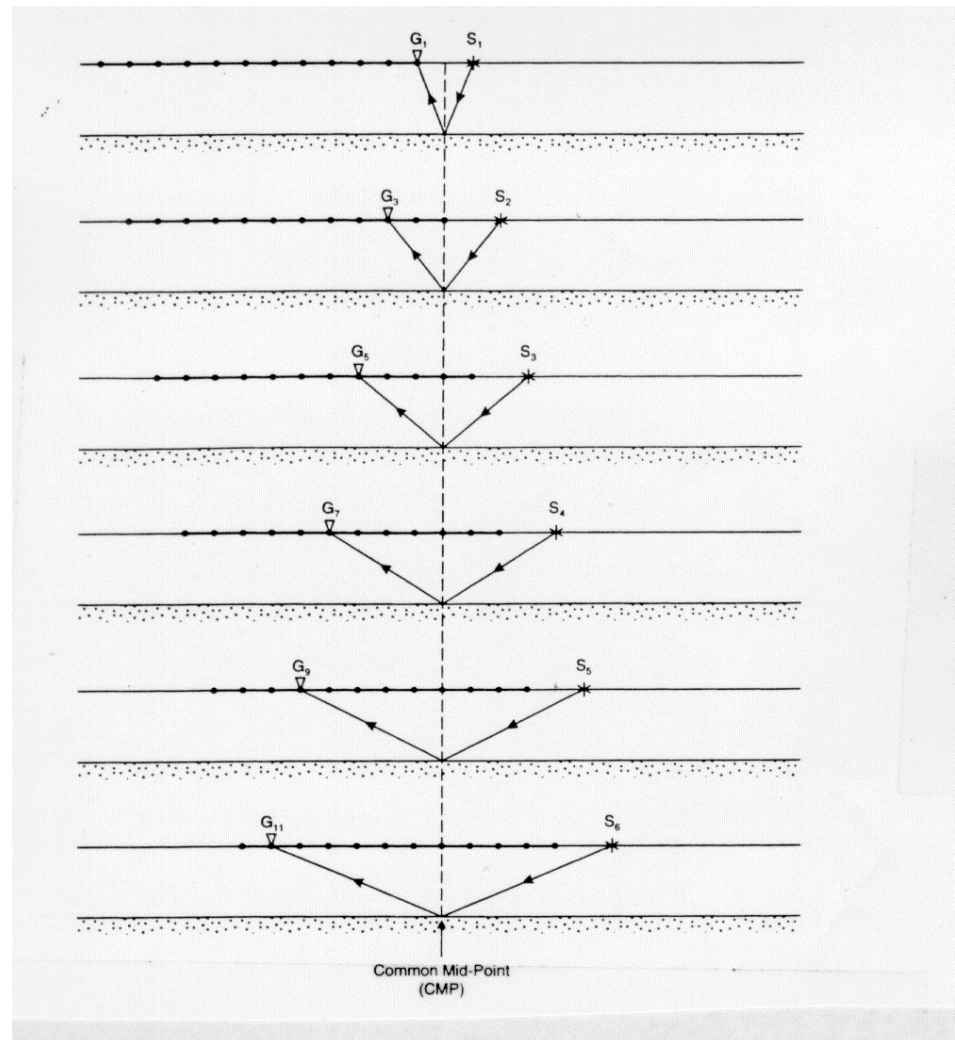 G₁ S₁
G₃ S₂
G₅ S₃
G₇ S₄
G₉ S₅
G₁₁ S₆
Common Mid-Point
(CMP)